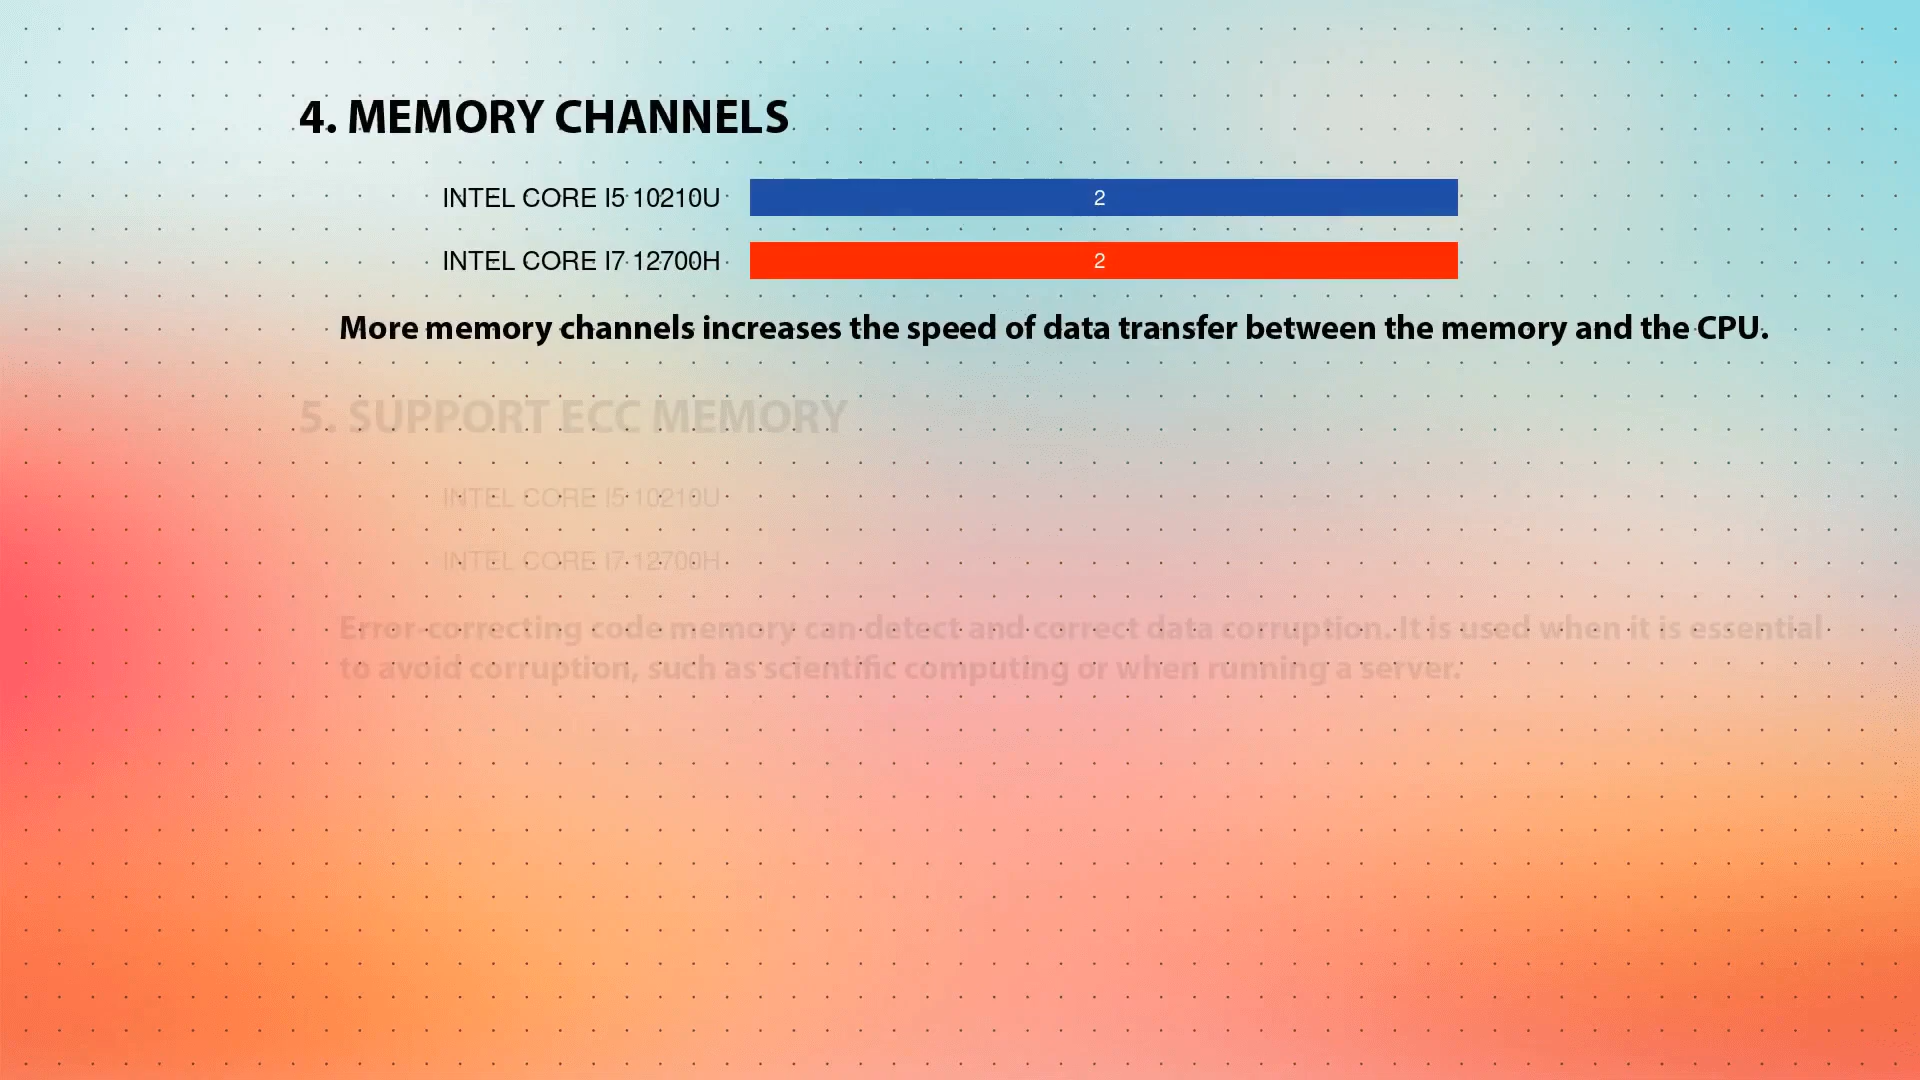 4. MEMORY CHANNELS
INTEL CORE I5 10210U
2
INTEL CORE I7 12700H
2
More memory channels increases the speed of data transfer between the memory and the CPU.
5. SUPPORT ECC MEMORY
INTEL CORE I5 10210U
INTEL CORE I7 12700H
Error-correcting code memory can detect and correct data corruption. It is used when it is essential
to avoid corruption, such as scientific computing or when running a server.